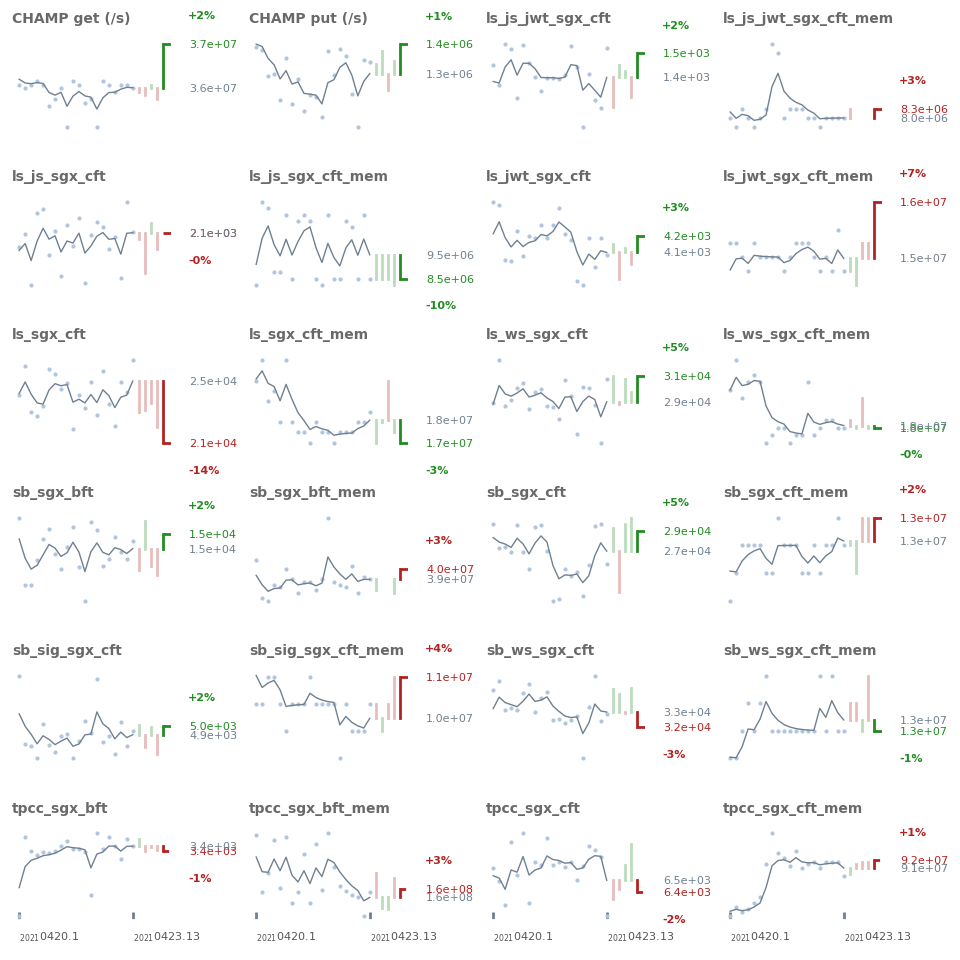 CHAMP get (/s)
+2%
3.7e+07
3.6e+07
CHAMP put (/s)
+1%
1.4e+06
1.3e+06
ls_js_jwt_sgx_cft
+2%
1.5e+03
1.4e+03
ls_js_jwt_sgx_cft_mem
+3%
8.3e+06
8.0e+06
ls_js_sgx_cft
2.1e+03
-0%
ls_js_sgx_cft_mem
9.5e+06
8.5e+06
-10%
ls_jwt_sgx_cft
+3%
4.2e+03
4.1e+03
ls_jwt_sgx_cft_mem
+7%
1.6e+07
1.5e+07
ls_sgx_cft
2.5e+04
2.1e+04
-14%
ls_sgx_cft_mem
1.8e+07
1.7e+07
-3%
ls_ws_sgx_cft
+5%
3.1e+04
2.9e+04
ls_ws_sgx_cft_mem
1.8e+07
1.8e+07
-0%
sb_sgx_bft
+2%
1.5e+04
1.5e+04
sb_sgx_bft_mem
+3%
4.0e+07
3.9e+07
sb_sgx_cft
+5%
2.9e+04
2.7e+04
sb_sgx_cft_mem
+2%
1.3e+07
1.3e+07
sb_sig_sgx_cft
+2%
5.0e+03
4.9e+03
sb_sig_sgx_cft_mem
+4%
1.1e+07
1.0e+07
sb_ws_sgx_cft
3.3e+04
3.2e+04
-3%
sb_ws_sgx_cft_mem
1.3e+07
1.3e+07
-1%
tpcc_sgx_bft
3.4e+03
3.4e+03
-1%
tpcc_sgx_bft_mem
+3%
1.6e+08
1.6e+08
tpcc_sgx_cft
6.5e+03
6.4e+03
-2%
tpcc_sgx_cft_mem
+1%
9.2e+07
9.1e+07
20210420.1
20210423.13
20210420.1
20210423.13
20210420.1
20210423.13
20210420.1
20210423.13